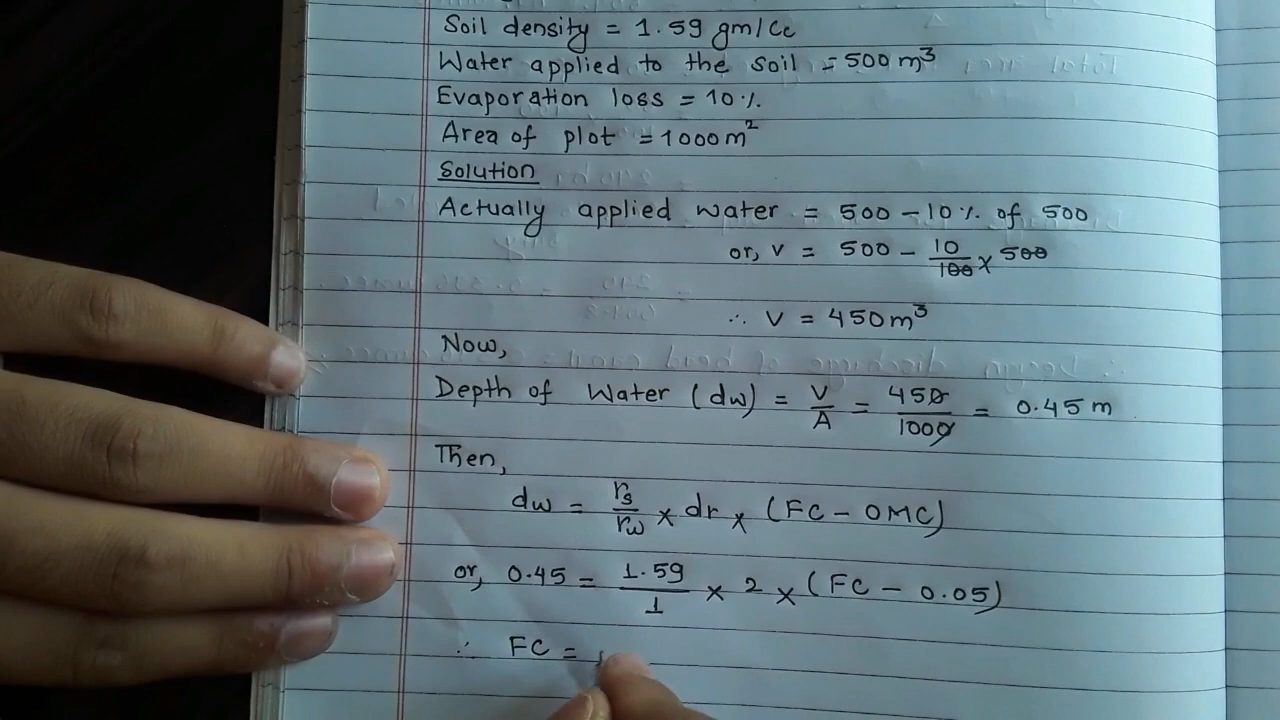 Soil density = 1.59 gm/cc
Water applied to the soil = 500 m³
Evaporation loss = 10%.
Area of plot = 1000 m²
Solution
Actually applied water = 500 - 10% of 500
or, V = 500 - 10/100 × 500
∴ V = 450 m³
Now,
Depth of Water (dw) = V/A = 450/1000 = 0.45 m
Then,
dw = rs/rw × dr × (FC - OMC)
or, 0.45 = 1.59/1 × 2 × (FC - 0.05)
∴ FC =